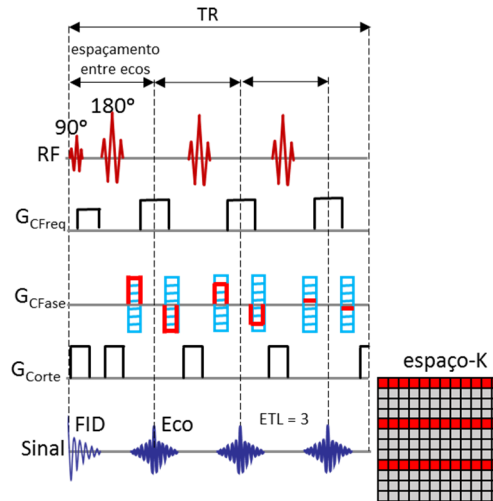 TR
espaçamento
entre ecos
180°
90°
RF
GCFreq
GCFase
GCorte
espaço-K
FID
Eco
ETL = 3
Sinal